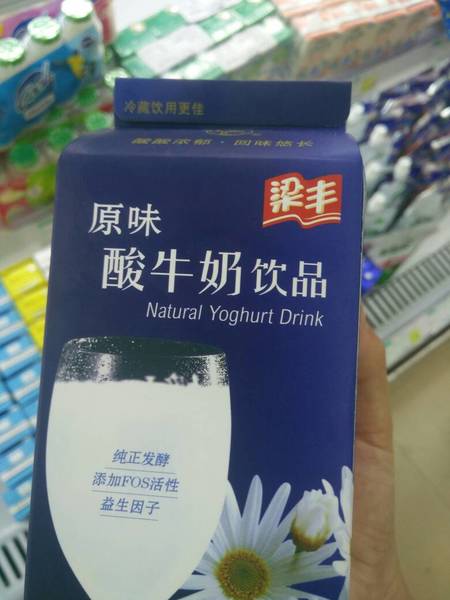 冷藏饮用更佳
酸酸浓郁·回味悠长
梁丰
原味
酸牛奶饮品
Natural Yoghurt Drink
纯正发酵
添加FOS活性
益生因子